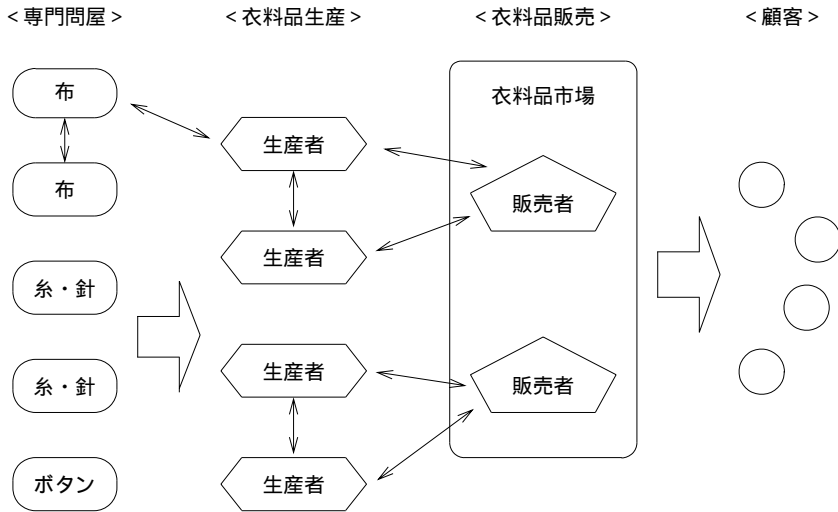 ＜専門問屋＞
＜衣料品生産＞
＜衣料品販売＞
＜顧客＞
布
布
糸・針
糸・針
ボタン
生産者
生産者
生産者
生産者
衣料品市場
販売者
販売者